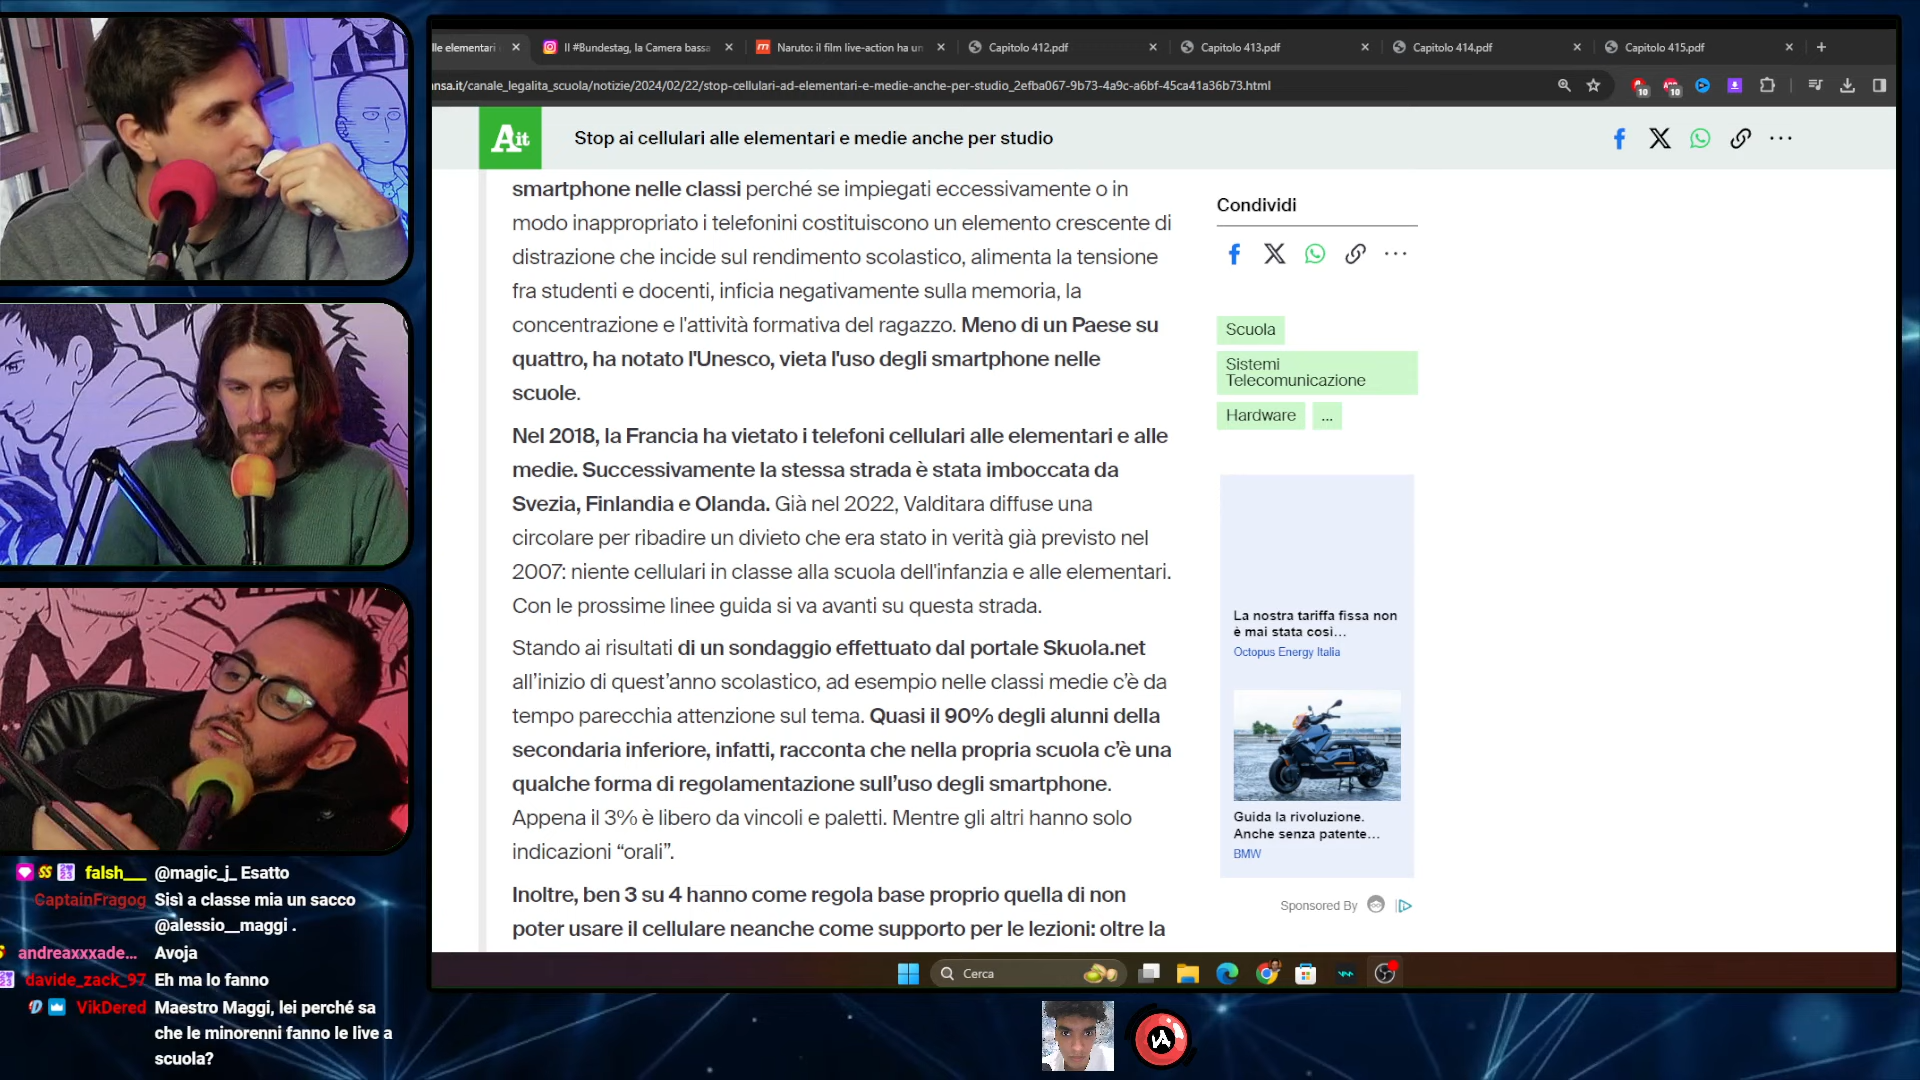 lle elementari
Il #Bundestag, la Camera bassa
Naruto: il film live-action ha un
Capitolo 412.pdf
Capitolo 413.pdf
Capitolo 414.pdf
Capitolo 415.pdf
ansa.it/canale_legalita_scuola/notizie/2024/02/22/stop-cellulari-ad-elementari-e-medie-anche-per-studio_2efba067-9b73-4a9c-a6bf-45ca41a36b73.html
10
10
Ait
Stop ai cellulari alle elementari e medie anche per studio
smartphone nelle classi perché se impiegati eccessivamente o in
modo inappropriato i telefonini costituiscono un elemento crescente di
distrazione che incide sul rendimento scolastico, alimenta la tensione
fra studenti e docenti, inficia negativamente sulla memoria, la
concentrazione e l'attività formativa del ragazzo. Meno di un Paese su
quattro, ha notato l'Unesco, vieta l'uso degli smartphone nelle
scuole.
Nel 2018, la Francia ha vietato i telefoni cellulari alle elementari e alle
medie. Successivamente la stessa strada è stata imboccata da
Svezia, Finlandia e Olanda. Già nel 2022, Valditara diffuse una
circolare per ribadire un divieto che era stato in verità già previsto nel
2007: niente cellulari in classe alla scuola dell'infanzia e alle elementari.
Con le prossime linee guida si va avanti su questa strada.
Stando ai risultati di un sondaggio effettuato dal portale Skuola.net
all’inizio di quest’anno scolastico, ad esempio nelle classi medie c’è da
tempo parecchia attenzione sul tema. Quasi il 90% degli alunni della
secondaria inferiore, infatti, racconta che nella propria scuola c’è una
qualche forma di regolamentazione sull’uso degli smartphone.
Appena il 3% è libero da vincoli e paletti. Mentre gli altri hanno solo
indicazioni “orali”.
Inoltre, ben 3 su 4 hanno come regola base proprio quella di non
poter usare il cellulare neanche come supporto per le lezioni: oltre la
Condividi
Scuola
Sistemi
Telecomunicazione
Hardware
...
La nostra tariffa fissa non
è mai stata così...
Octopus Energy Italia
Guida la rivoluzione.
Anche senza patente...
BMW
Sponsored By
Cerca
falsh___ @magic_j_ Esatto
CaptainFragog Sisì a classe mia un sacco
@alessio__maggi .
andreaxxxade... Avoja
davide_zack_97 Eh ma lo fanno
VikDered Maestro Maggi, lei perché sa
che le minorenni fanno le live a
scuola?